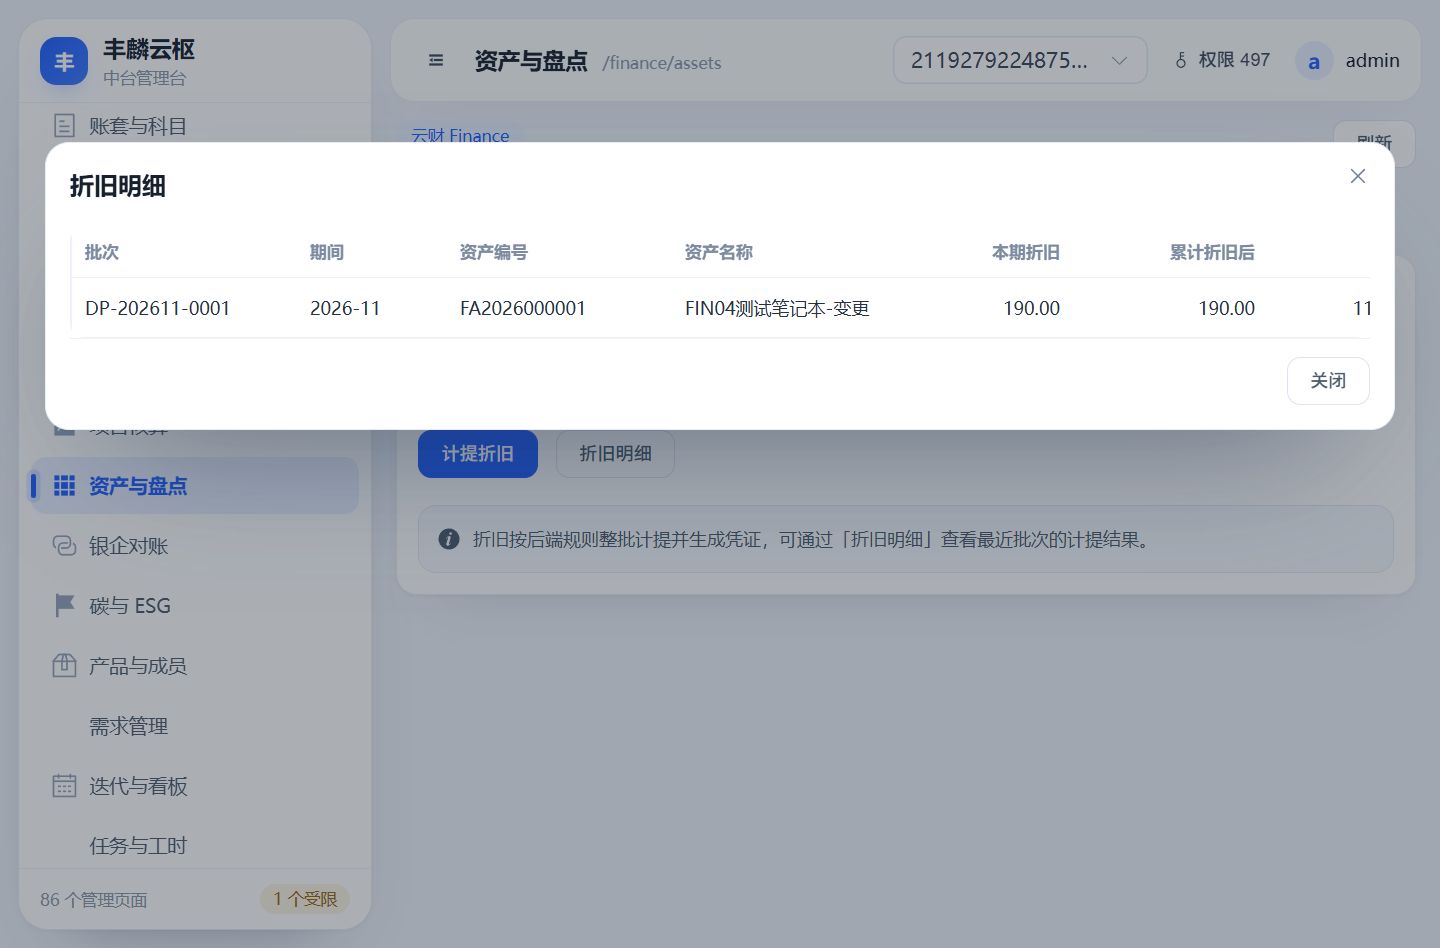 丰
丰麟云枢
中台管理台
资产与盘点 /finance/assets
2119279224875...
权限 497
a
admin
账套与科目
云财 Finance
刷新
折旧明细
批次 期间 资产编号 资产名称 本期折旧 累计折旧后
DP-202611-0001 2026-11 FA2026000001 FIN04测试笔记本-变更 190.00 190.00 11
关闭
计提折旧 折旧明细
资产与盘点
折旧按后端规则整批计提并生成凭证，可通过「折旧明细」查看最近批次的计提结果。
银企对账
碳与 ESG
产品与成员
需求管理
迭代与看板
任务与工时
86 个管理页面
1 个受限